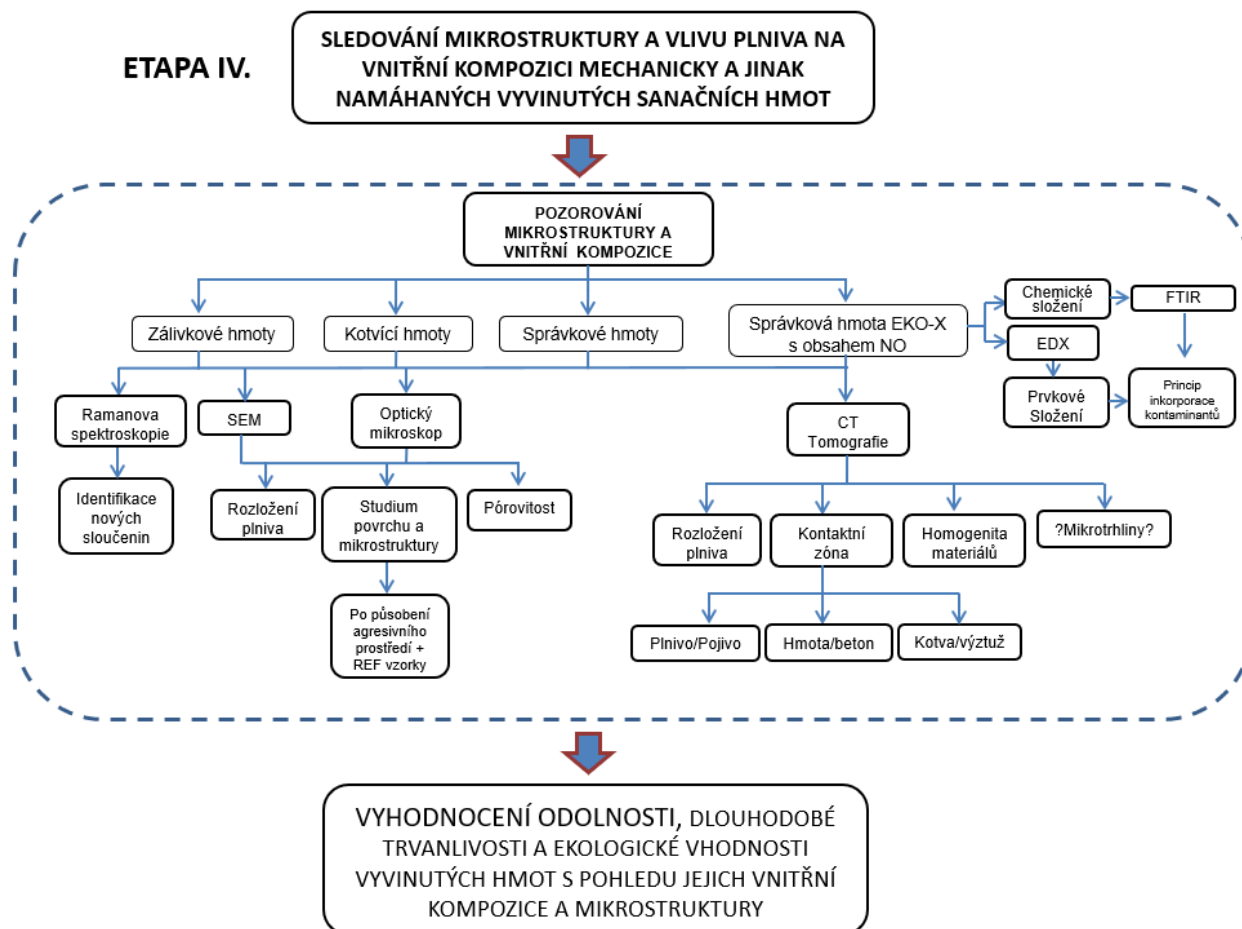 ETAPA IV.
SLEDOVÁNÍ MIKROSTRUKTURY A VLIVU PLNIVA NA
VNITŘNÍ KOMPOZICI MECHANICKY A JINAK
NAMÁHANÝCH VYVINUTÝCH SANAČNÍCH HMOT
POZOROVÁNÍ
MIKROSTRUKTURY A
VNITŘNÍ KOMPOZICE
Zálivkové hmoty
Kotvící hmoty
Správkové hmoty
Správková hmota EKO-X
s obsahem NO
Chemické
složení
FTIR
EDX
Prvkové
Složení
Princip
inkorporace
kontaminantů
Ramanova
spektroskopie
SEM
Optický
mikroskop
CT
Tomografie
Identifikace
nových
sloučenin
Rozložení
plniva
Studium
povrchu a
mikrostruktury
Pórovitost
Rozložení
plniva
Kontaktní
zóna
Homogenita
materiálů
?Mikrotrhliny?
Po působení
agresivního
prostředí +
REF vzorky
Plnivo/Pojivo
Hmota/beton
Kotva/výztuž
VYHODNOCENÍ ODOLNOSTI, DLOUHODOBÉ
TRVANLIVOSTI A EKOLOGICKÉ VHODNOSTI
VYVINUTÝCH HMOT S POHLEDU JEJICH VNITŘNÍ
KOMPOZICE A MIKROSTRUKTURY